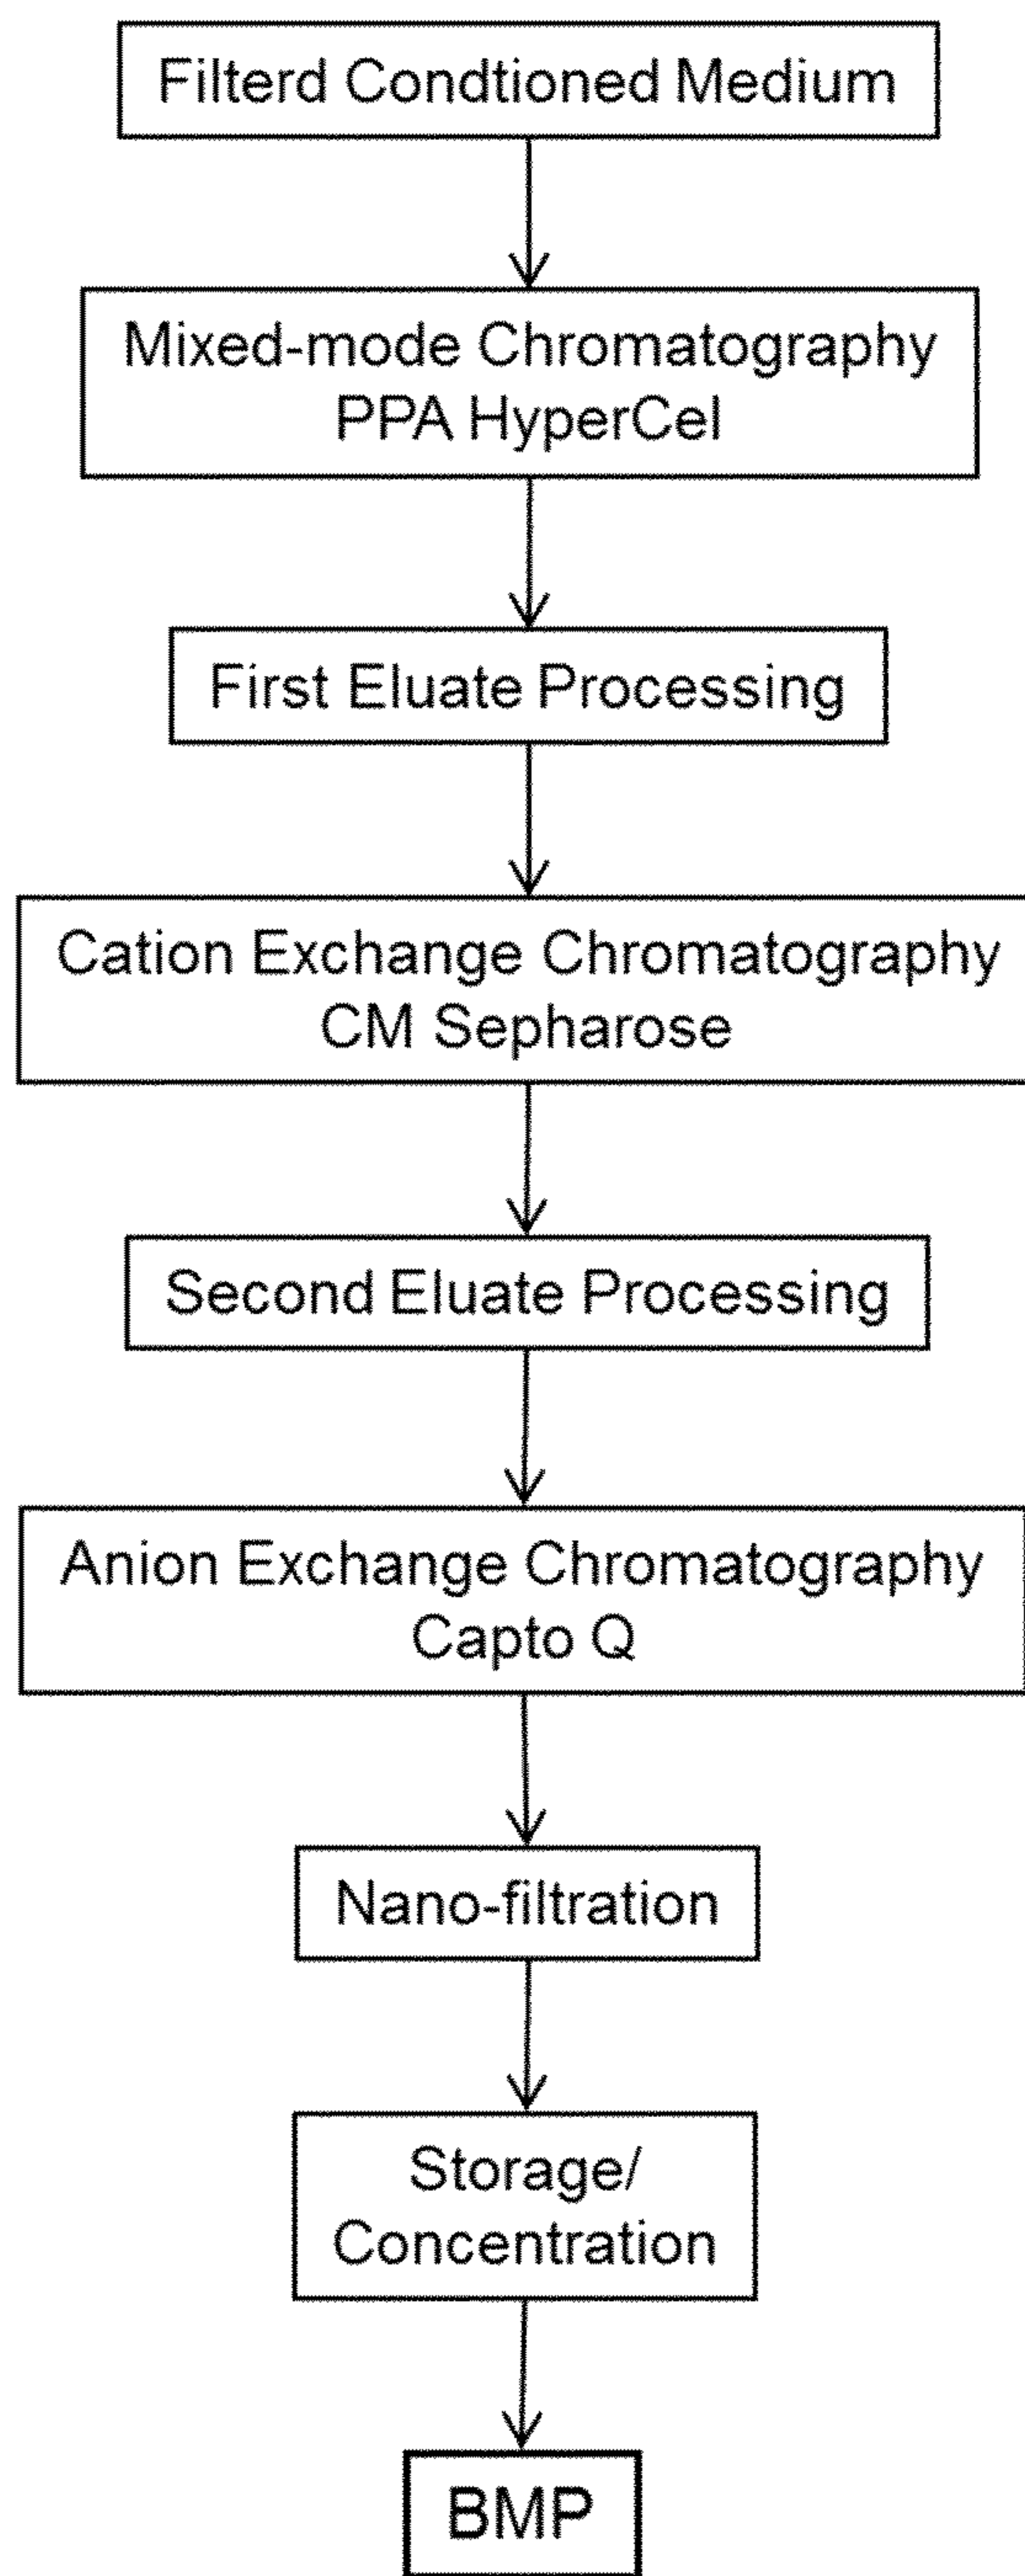 Filterd Condtioned Medium
Mixed-mode Chromatography
PPA HyperCel
First Eluate Processing
Cation Exchange Chromatography
CM Sepharose
Second Eluate Processing
Anion Exchange Chromatography
Capto Q
Nano-filtration
Storage/
Concentration
BMP